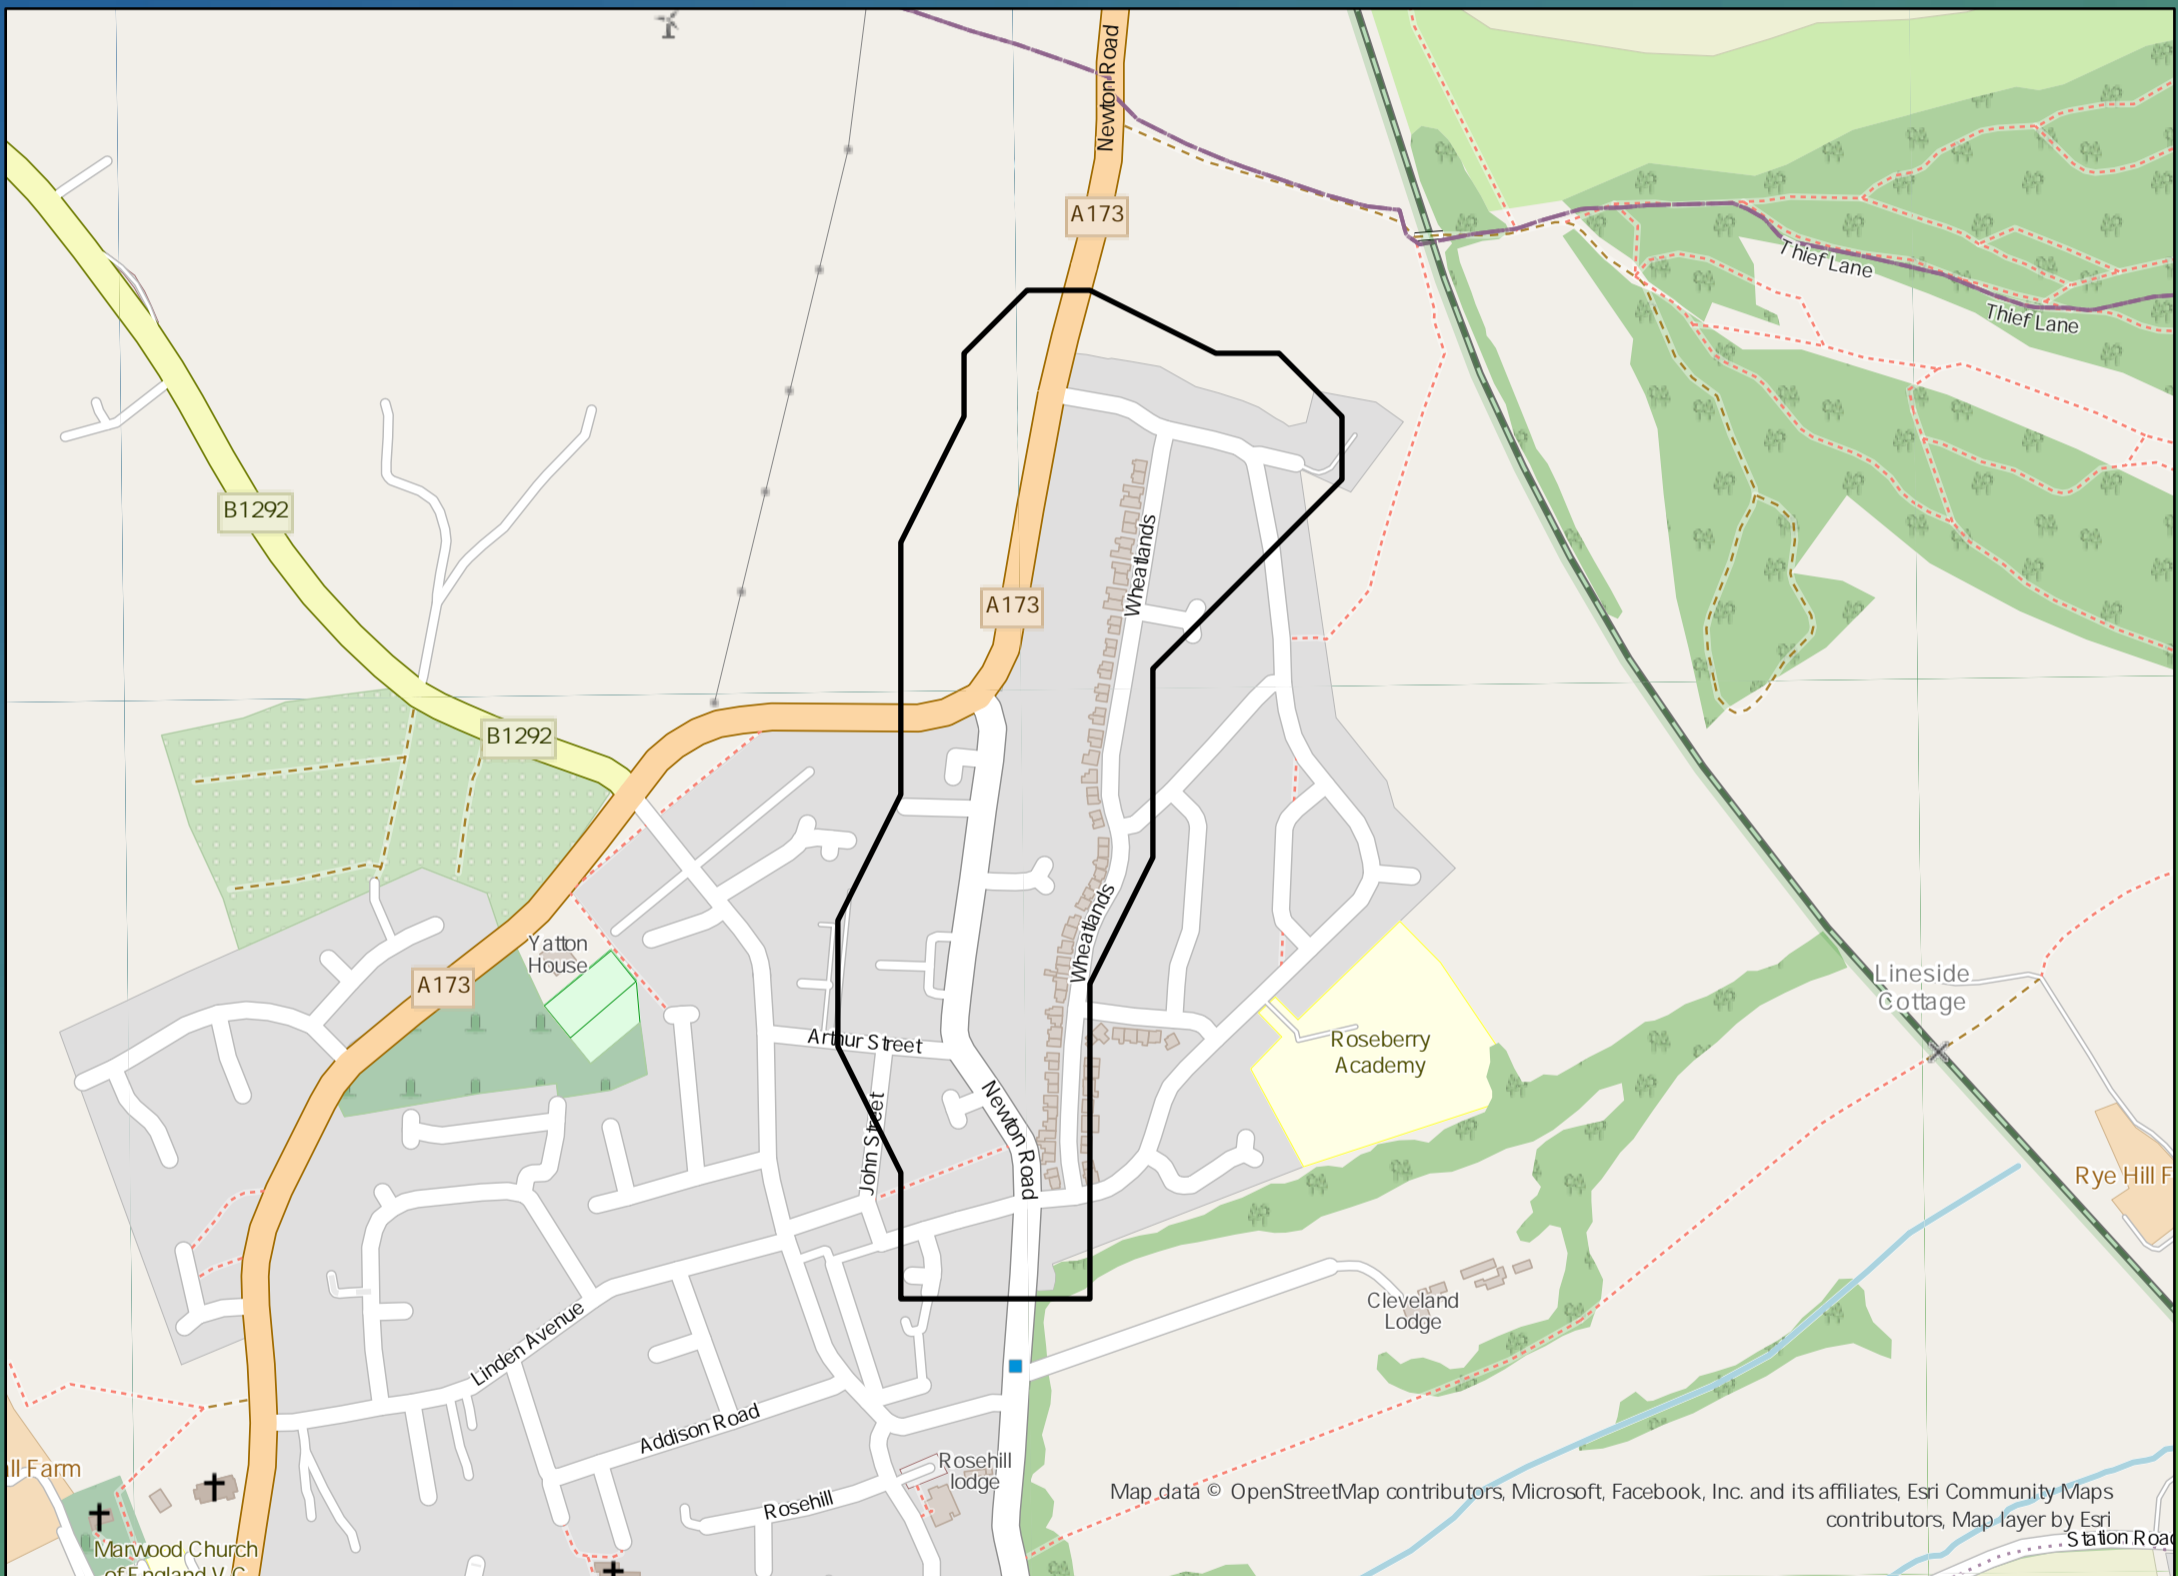 Newton Road
A173
Thief Lane
Thief Lane
B1292
Wheatlands
A173
B1292
Wheatlands
Yatton
House
A173
Lineside
Cottage
Arthur Street
Roseberry
Academy
Newton Road
John Street
Rye Hill F
Cleveland
Lodge
Linden Avenue
Addison Road
Rosehill
lodge
ll Farm
Rosehill
Map data © OpenStreetMap contributors, Microsoft, Facebook, Inc. and its affiliates, Esri Community Maps
contributors, Map layer by Esri
Station Road
Marwood Church
of England V.C.